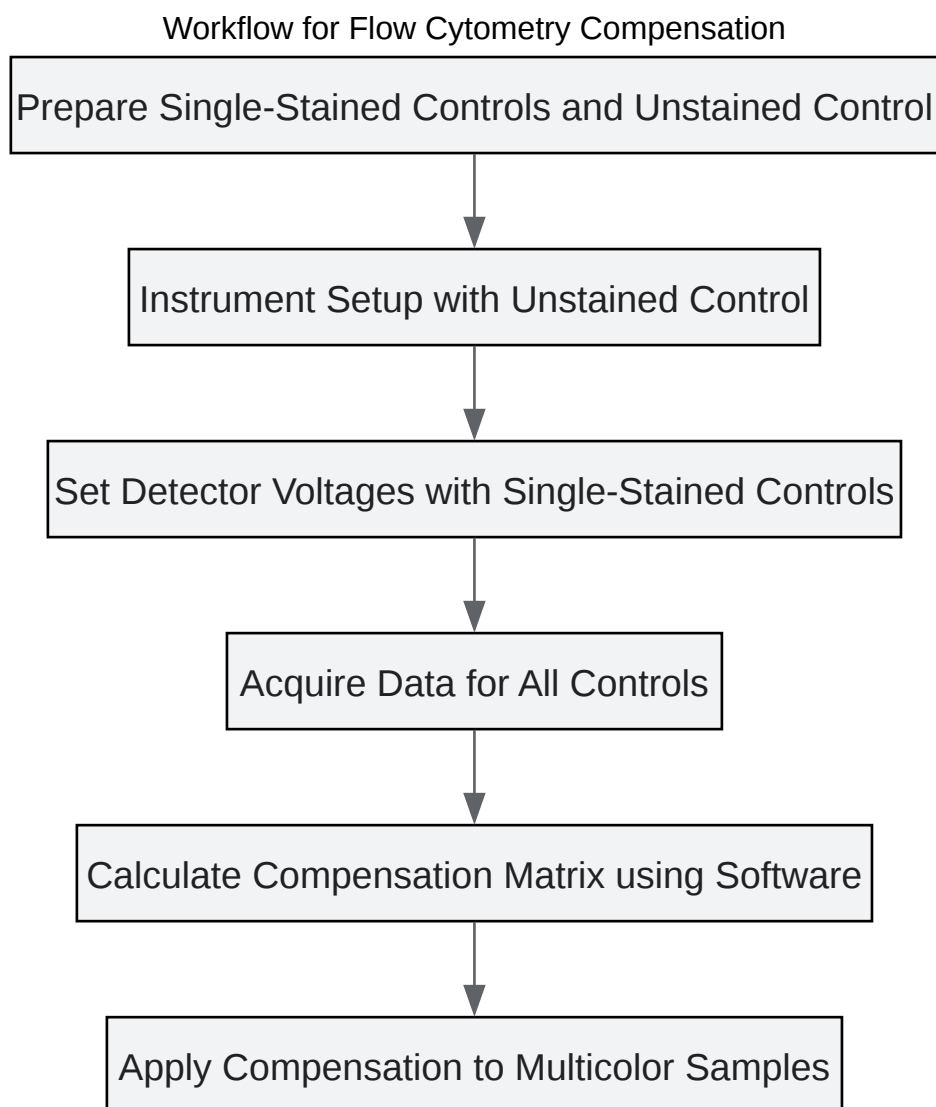 Workflow for Flow Cytometry Compensation
Prepare Single-Stained Controls and Unstained Control
Instrument Setup with Unstained Control
Set Detector Voltages with Single-Stained Controls
Acquire Data for All Controls
Calculate Compensation Matrix using Software
Apply Compensation to Multicolor Samples